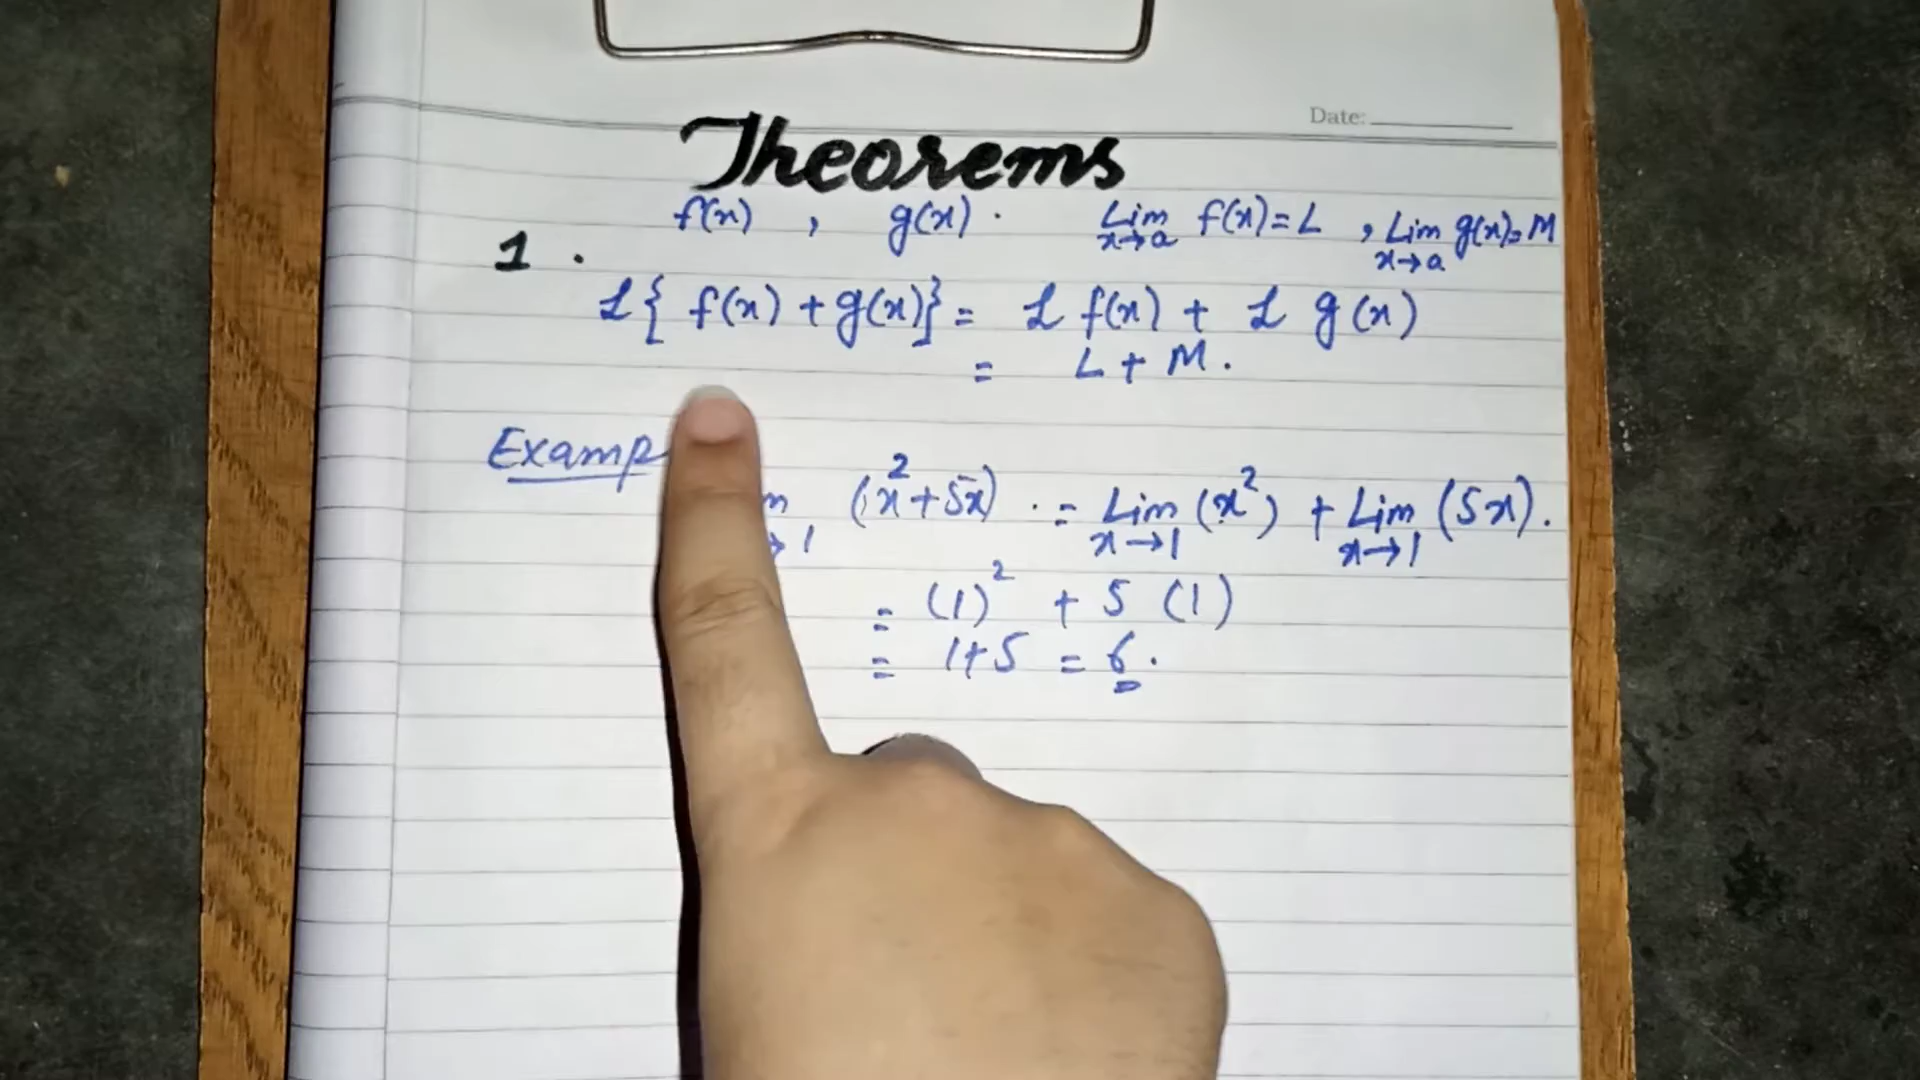 Date:
Theorems
f(x) , g(x) . Lim x→a f(x) = L , Lim x→a g(x) = M
1 .
L{ f(x) + g(x)} = L f(x) + L g(x)
= L + M .
Examp
m →1 (x² + 5x) . = Lim x→1 (x²) + Lim x→1 (5x) .
= (1)² + 5 (1)
= 1+5 = 6 .